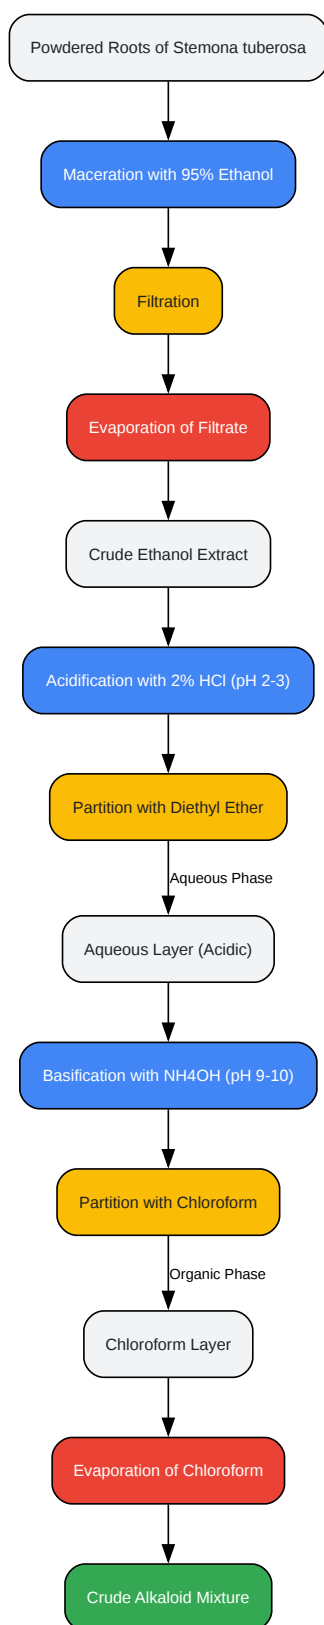 Powdered Roots of Stemona tuberosa
Maceration with 95% Ethanol
Filtration
Evaporation of Filtrate
Crude Ethanol Extract
Acidification with 2% HCl (pH 2-3)
Partition with Diethyl Ether
Aqueous Phase
Aqueous Layer (Acidic)
Basification with NH4OH (pH 9-10)
Partition with Chloroform
Organic Phase
Chloroform Layer
Evaporation of Chloroform
Crude Alkaloid Mixture